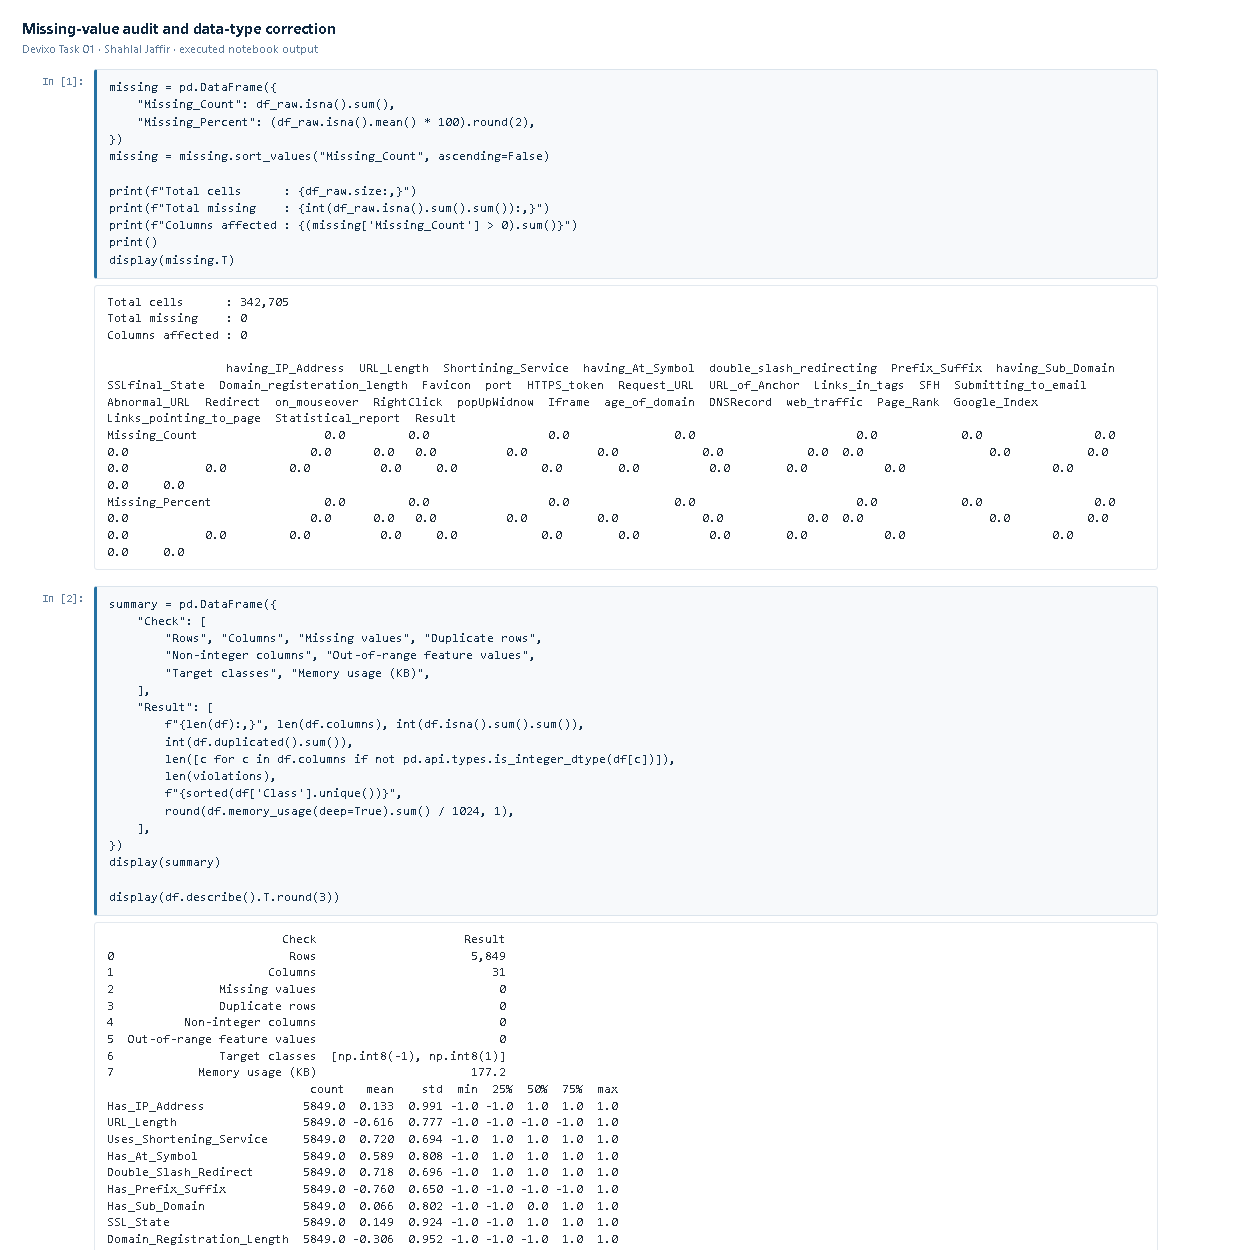 Missing-value audit and data-type correction
Devixo Task 01 · Shahlal Jaffir · executed notebook output
In [1]:
missing = pd.DataFrame({
    "Missing_Count": df_raw.isna().sum(),
    "Missing_Percent": (df_raw.isna().mean() * 100).round(2),
})
missing = missing.sort_values("Missing_Count", ascending=False)
print(f"Total cells      : {df_raw.size:,}")
print(f"Total missing    : {int(df_raw.isna().sum().sum()):,}")
print(f"Columns affected : {(missing['Missing_Count'] > 0).sum()}")
print()
display(missing.T)
Total cells      : 342,705
Total missing    : 0
Columns affected : 0
having_IP_Address  URL_Length  Shortining_Service  having_At_Symbol  double_slash_redirecting  Prefix_Suffix  having_Sub_Domain
SSLfinal_State  Domain_registeration_length  Favicon  port  HTTPS_token  Request_URL  URL_of_Anchor  Links_in_tags  SFH  Submitting_to_email
Abnormal_URL  Redirect  on_mouseover  RightClick  popUpWidnow  Iframe  age_of_domain  DNSRecord  web_traffic  Page_Rank  Google_Index
Links_pointing_to_page  Statistical_report  Result
Missing_Count  0.0  0.0  0.0  0.0  0.0  0.0  0.0
0.0  0.0  0.0  0.0  0.0  0.0  0.0  0.0  0.0  0.0  0.0
0.0  0.0  0.0  0.0  0.0  0.0  0.0  0.0  0.0  0.0  0.0
0.0  0.0
Missing_Percent  0.0  0.0  0.0  0.0  0.0  0.0  0.0
0.0  0.0  0.0  0.0  0.0  0.0  0.0  0.0  0.0  0.0  0.0
0.0  0.0  0.0  0.0  0.0  0.0  0.0  0.0  0.0  0.0  0.0
0.0  0.0
In [2]:
summary = pd.DataFrame({
    "Check": [
        "Rows", "Columns", "Missing values", "Duplicate rows",
        "Non-integer columns", "Out-of-range feature values",
        "Target classes", "Memory usage (KB)",
    ],
    "Result": [
        f"{len(df):,}", len(df.columns), int(df.isna().sum().sum()),
        int(df.duplicated().sum()),
        len([c for c in df.columns if not pd.api.types.is_integer_dtype(df[c])]),
        len(violations),
        f"{sorted(df['Class'].unique())}",
        round(df.memory_usage(deep=True).sum() / 1024, 1),
    ],
})
display(summary)
display(df.describe().T.round(3))
Check  Result
0  Rows  5,849
1  Columns  31
2  Missing values  0
3  Duplicate rows  0
4  Non-integer columns  0
5  Out-of-range feature values  0
6  Target classes  [np.int8(-1), np.int8(1)]
7  Memory usage (KB)  177.2
count  mean  std  min  25%  50%  75%  max
Has_IP_Address  5849.0  0.133  0.991 -1.0 -1.0  1.0  1.0  1.0
URL_Length  5849.0 -0.616  0.777 -1.0 -1.0 -1.0 -1.0  1.0
Uses_Shortening_Service  5849.0  0.720  0.694 -1.0  1.0  1.0  1.0  1.0
Has_At_Symbol  5849.0  0.589  0.808 -1.0  1.0  1.0  1.0  1.0
Double_Slash_Redirect  5849.0  0.718  0.696 -1.0  1.0  1.0  1.0  1.0
Has_Prefix_Suffix  5849.0 -0.760  0.650 -1.0 -1.0 -1.0 -1.0  1.0
Has_Sub_Domain  5849.0  0.066  0.802 -1.0 -1.0  0.0  1.0  1.0
SSL_State  5849.0  0.149  0.924 -1.0 -1.0  1.0  1.0  1.0
Domain_Registration_Length  5849.0 -0.306  0.952 -1.0 -1.0 -1.0  1.0  1.0